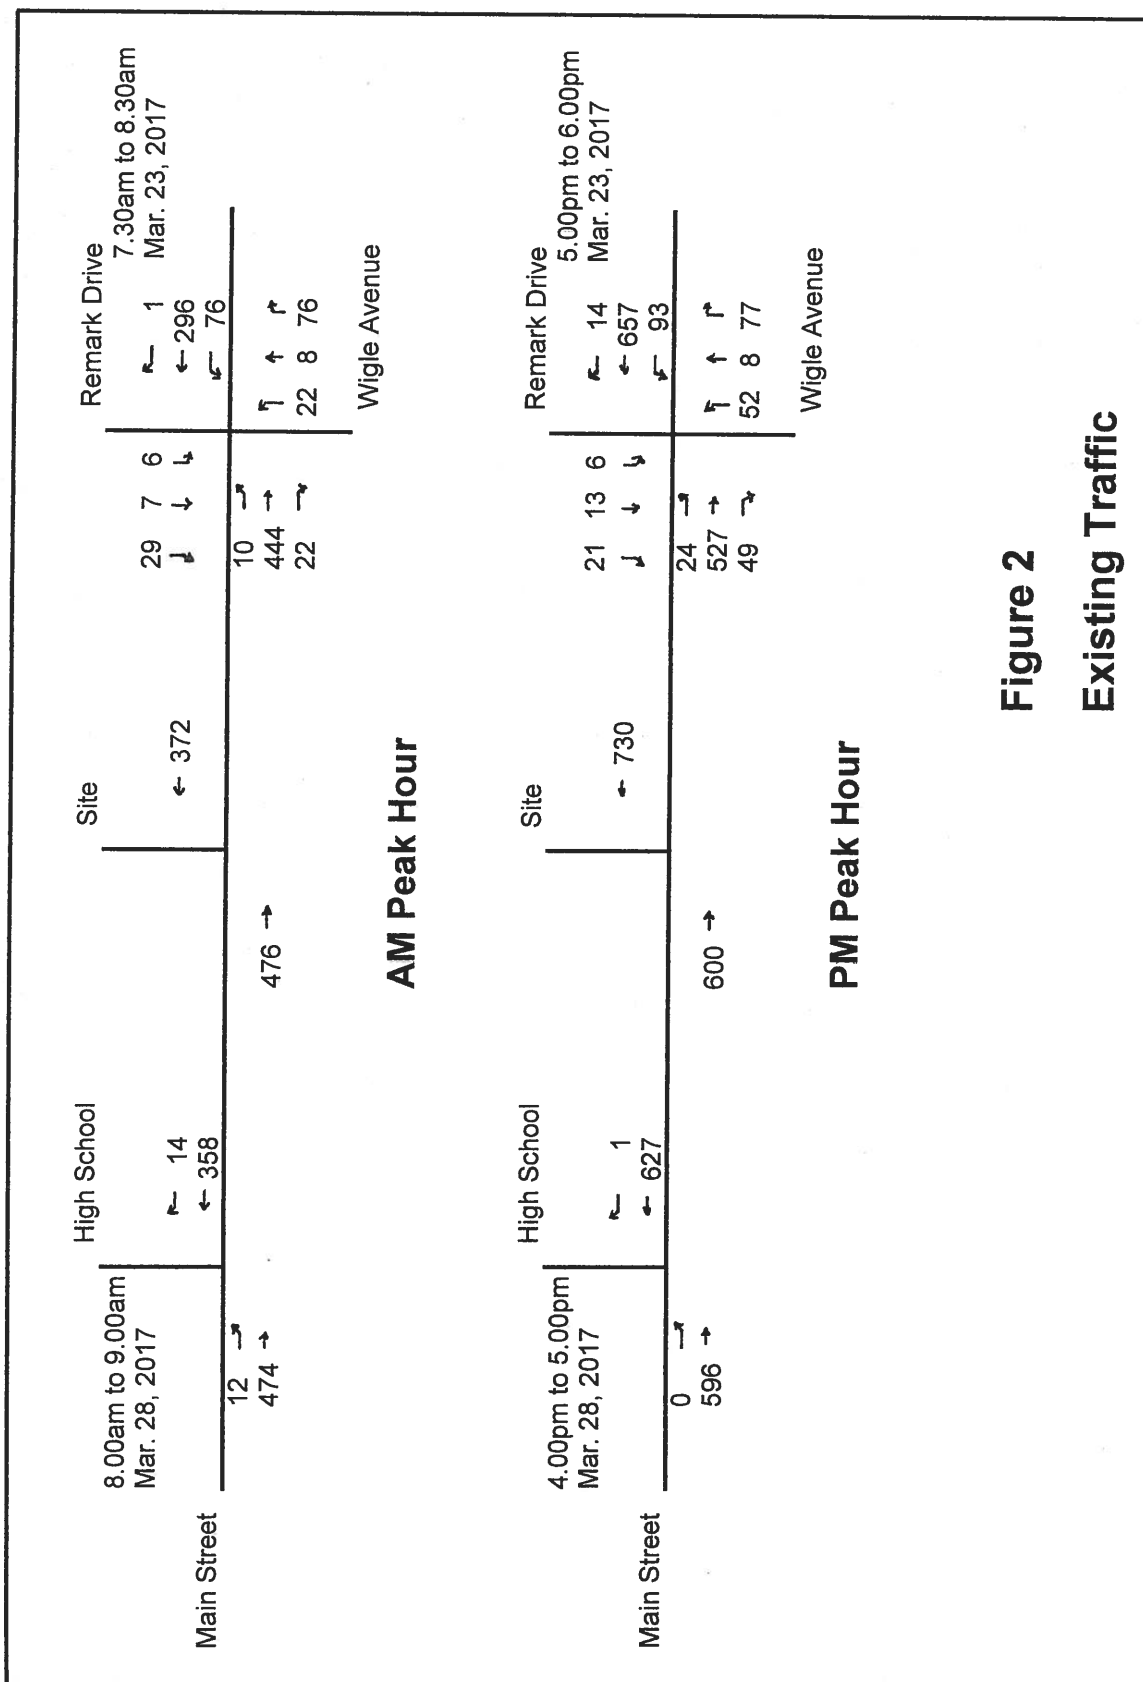 Remark Drive
7.30am to 8.30am
Mar. 23, 2017
High School
Site
8.00am to 9.00am
Mar. 28, 2017
14
358
372
29 7 6
1
296
76
Main Street
12
474
476
10
444
22
22 8 76
Wigle Avenue
AM Peak Hour
Remark Drive
5.00pm to 6.00pm
Mar. 23, 2017
High School
Site
4.00pm to 5.00pm
Mar. 28, 2017
1
627
730
21 13 6
14
657
93
Main Street
0
596
600
24
527
49
52 8 77
Wigle Avenue
PM Peak Hour
Figure 2
Existing Traffic